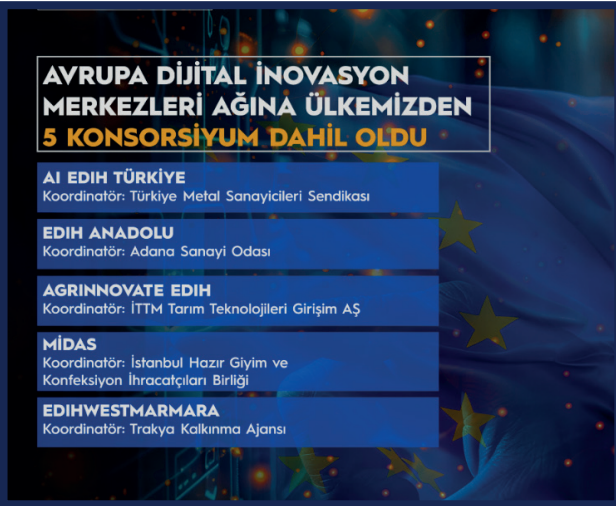 AVRUPA DİJİTAL İNOVASYON
MERKEZLERİ AĞINA ÜLKEMİZDEN
5 KONSORSİYUM DAHİL OLDU
AI EDIH TÜRKİYE
Koordinatör: Türkiye Metal Sanayicileri Sendikası
EDIH ANADOLU
Koordinatör: Adana Sanayi Odası
AGRINNOVATE EDIH
Koordinatör: İTTM Tarım Teknolojileri Girişim AŞ
MİDAS
Koordinatör: İstanbul Hazır Giyim ve
Konfeksiyon İhracatçıları Birliği
EDIHWESTMARMARA
Koordinatör: Trakya Kalkınma Ajansı